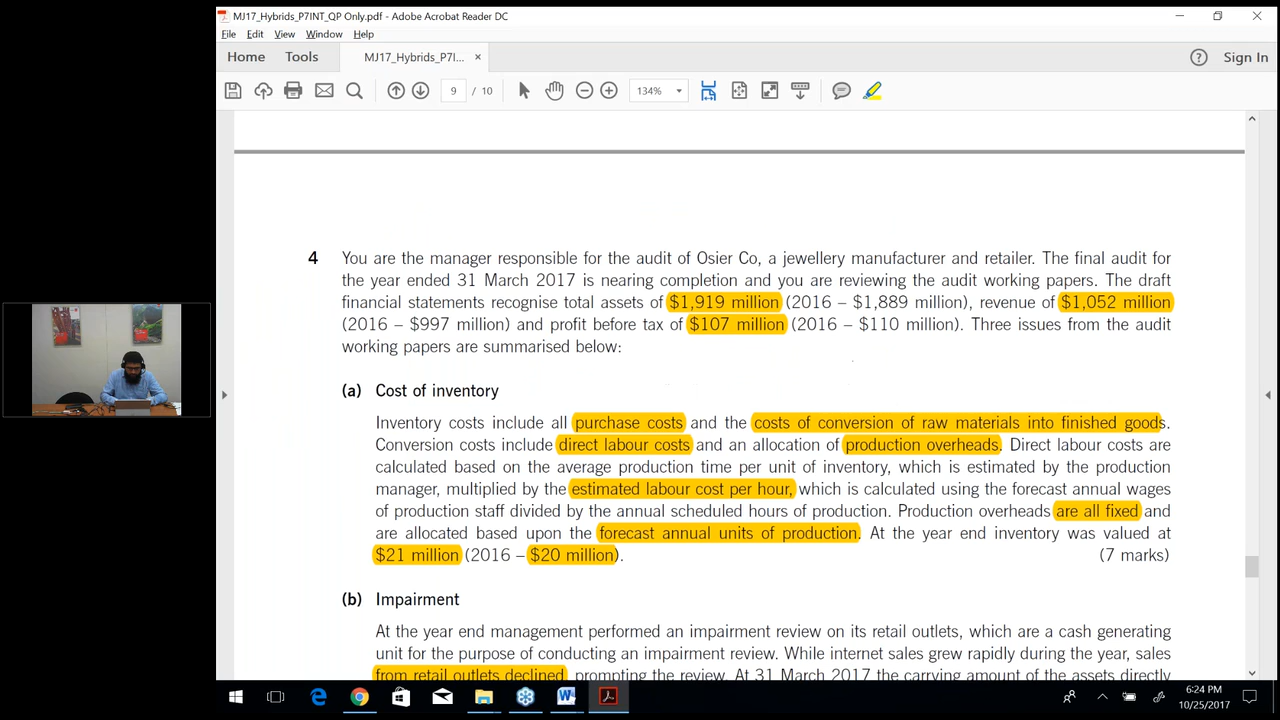 MJ17_Hybrids_P7INT_QP Only.pdf - Adobe Acrobat Reader DC
File Edit View Window Help
Home Tools MJ17_Hybrids_P7I... × Sign In
9 / 10 134%
4 You are the manager responsible for the audit of Osier Co, a jewellery manufacturer and retailer. The final audit for
the year ended 31 March 2017 is nearing completion and you are reviewing the audit working papers. The draft
financial statements recognise total assets of $1,919 million (2016 – $1,889 million), revenue of $1,052 million
(2016 – $997 million) and profit before tax of $107 million (2016 – $110 million). Three issues from the audit
working papers are summarised below:
(a) Cost of inventory
Inventory costs include all purchase costs and the costs of conversion of raw materials into finished goods.
Conversion costs include direct labour costs and an allocation of production overheads. Direct labour costs are
calculated based on the average production time per unit of inventory, which is estimated by the production
manager, multiplied by the estimated labour cost per hour, which is calculated using the forecast annual wages
of production staff divided by the annual scheduled hours of production. Production overheads are all fixed and
are allocated based upon the forecast annual units of production. At the year end inventory was valued at
$21 million (2016 – $20 million). (7 marks)
(b) Impairment
At the year end management performed an impairment review on its retail outlets, which are a cash generating
unit for the purpose of conducting an impairment review. While internet sales grew rapidly during the year, sales
from retail outlets declined, prompting the review. At 31 March 2017 the carrying amount of the assets directly
6:24 PM
10/25/2017